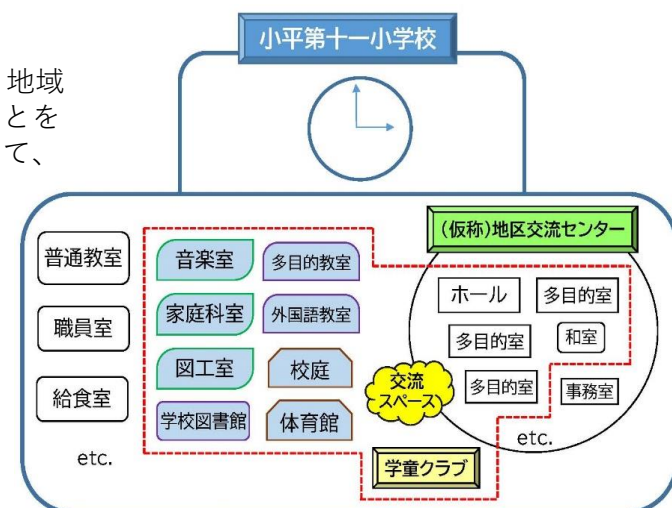 小平第十一小学校
地域
とを
て、
(仮称)地区交流センター
普通教室
職員室
給食室
etc.
音楽室
多目的教室
家庭科室
外国語教室
図工室
校庭
学校図書館
体育館
ホール
多目的室
多目的室
和室
多目的室
事務室
etc.
交流
スペース
学童クラブ